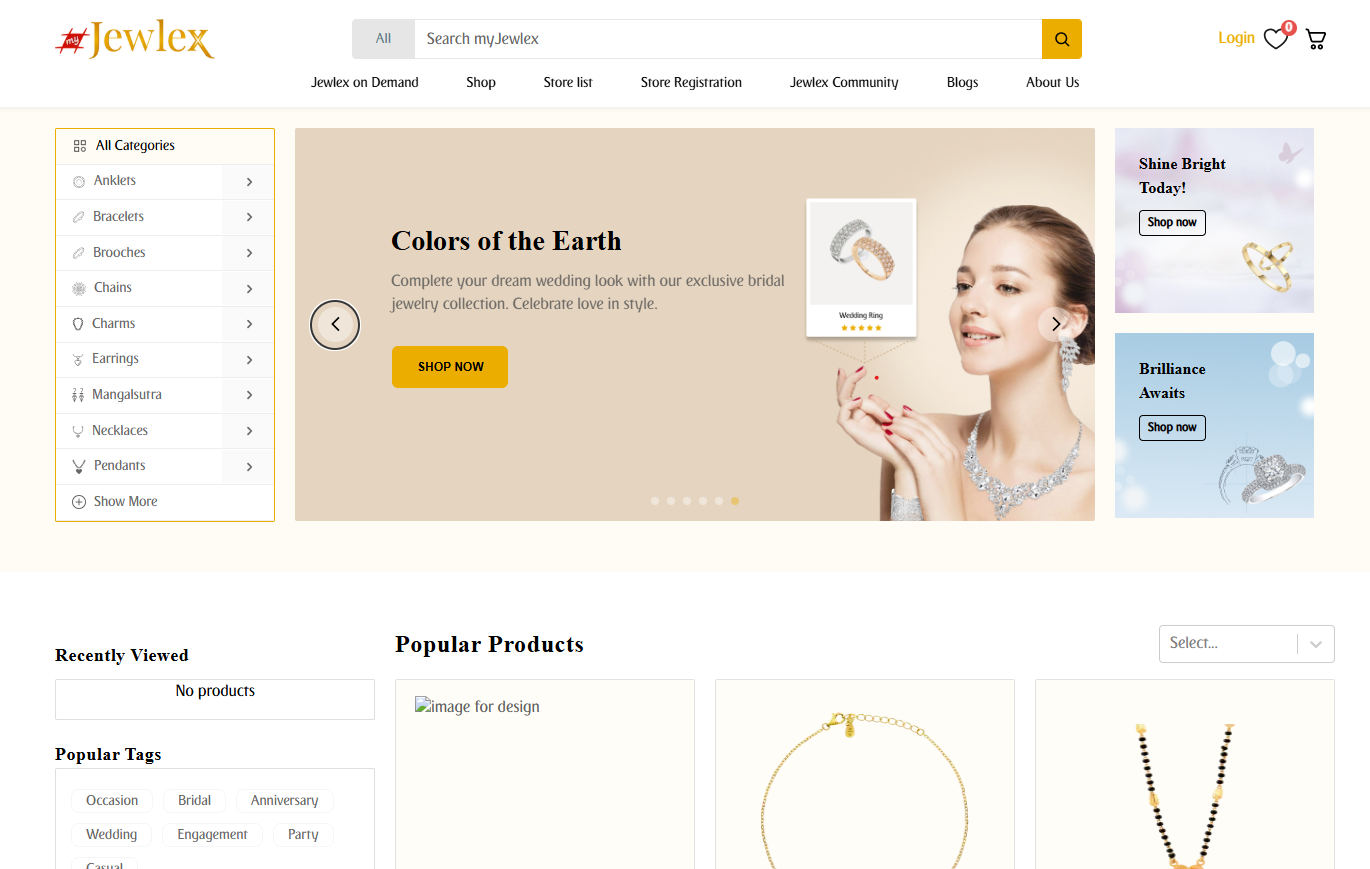 my Jewlex
All
Search myJewlex
Login
0
Jewlex on Demand
Shop
Store list
Store Registration
Jewlex Community
Blogs
About Us
All Categories
Anklets
Bracelets
Brooches
Chains
Charms
Earrings
Mangalsutra
Necklaces
Pendants
Show More
Colors of the Earth
Complete your dream wedding look with our exclusive bridal
jewelry collection. Celebrate love in style.
SHOP NOW
Wedding Ring
Shine Bright
Today!
Shop now
Brilliance
Awaits
Shop now
Recently Viewed
No products
Popular Tags
Occasion
Bridal
Anniversary
Wedding
Engagement
Party
Casual
Popular Products
Select...
image for design